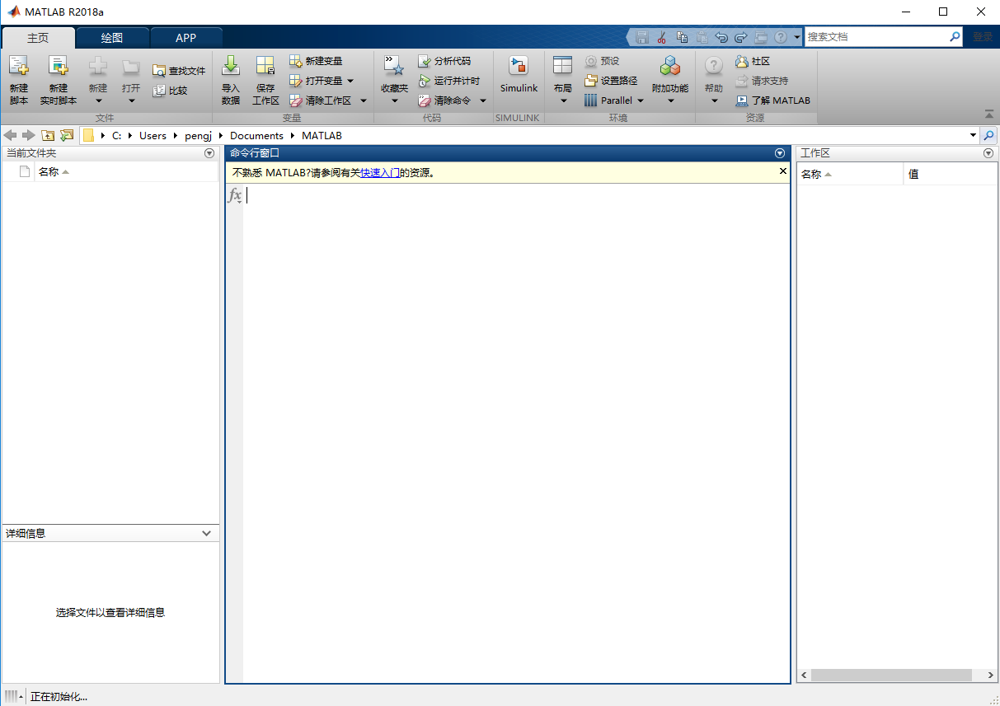 MATLAB R2018a
主页 绘图 APP 搜索文档 登录
新建脚本 新建实时脚本 新建 打开 查找文件 比较
文件
导入数据 保存工作区 新建变量 打开变量 清除工作区
变量
收藏夹 分析代码 运行并计时 清除命令
代码
Simulink
SIMULINK
布局 预设 设置路径 Parallel 附加功能
环境
帮助 社区 请求支持 了解 MATLAB
资源
C: Users pengj Documents MATLAB
当前文件夹
名称
详细信息
选择文件以查看详细信息
命令行窗口
不熟悉 MATLAB?请参阅有关快速入门的资源。
fx
工作区
名称 值
正在初始化...